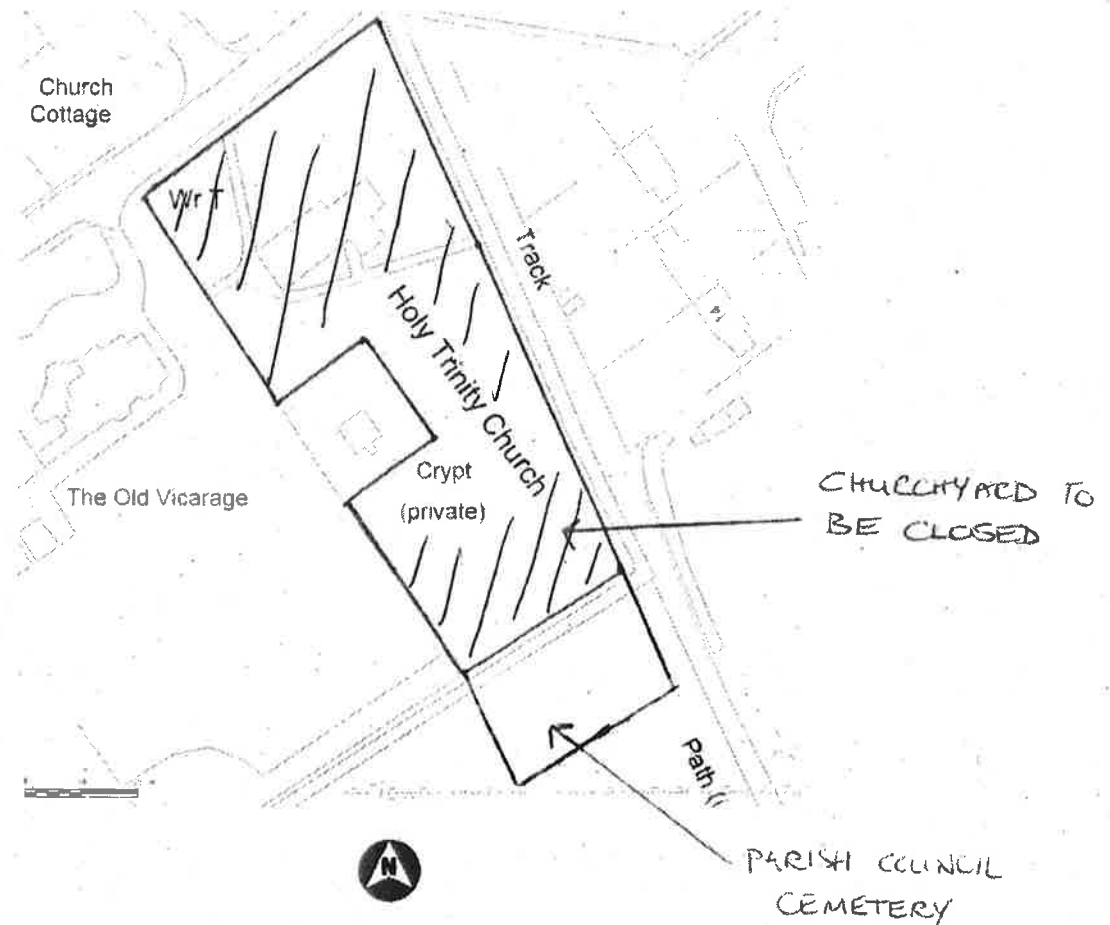 Church
Cottage
Wr T
Track
Holy Trinity Church
Crypt
(private)
The Old Vicarage
CHURCHYARD TO
BE CLOSED
Path
N
PARISH COUNCIL
CEMETERY